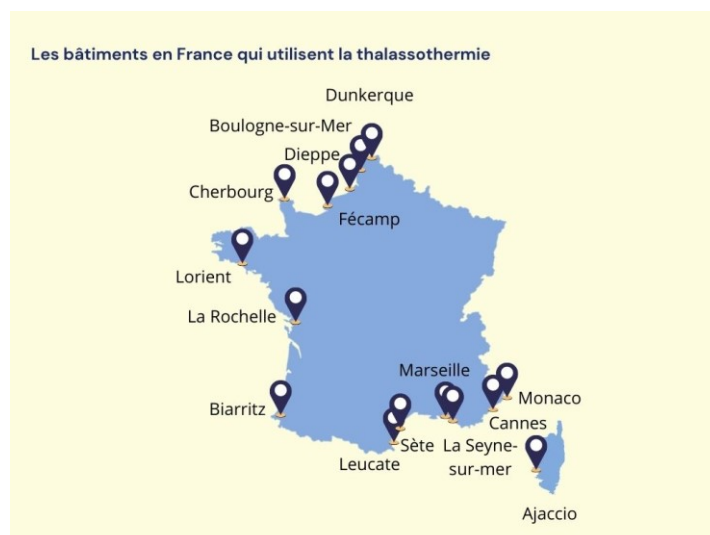 Les bâtiments en France qui utilisent la thalassothermie
Dunkerque
Boulogne-sur-Mer
Dieppe
Cherbourg
Fécamp
Lorient
La Rochelle
Marseille
Monaco
Biarritz
Cannes
Sète
La Seyne-
sur-mer
Leucate
Ajaccio